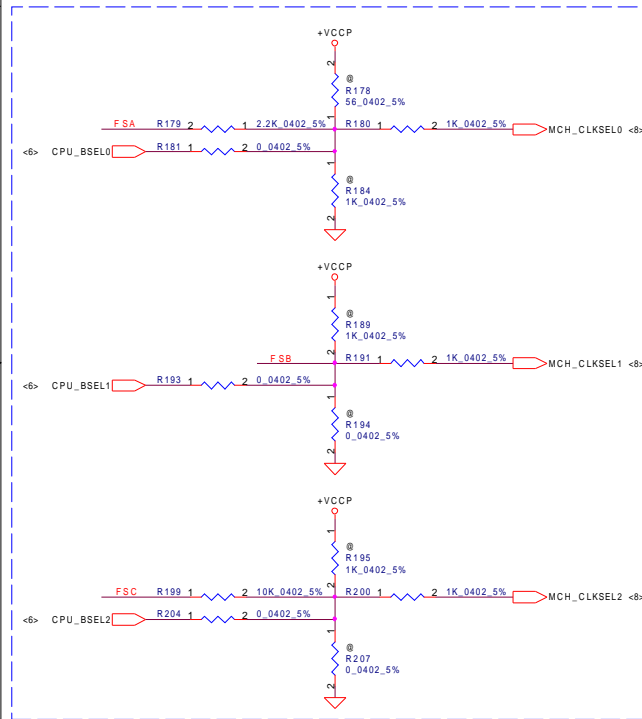 +VCCP
2
@
R178
56_0402_5%
1
FSA R179 2 1 2.2K_0402_5% R180 1 2 1K_0402_5% MCH_CLKSEL0 <8>
<6> CPU_BSEL0 R181 1 2 0_0402_5%
1
@
R184
1K_0402_5%
2
+VCCP
1
@
R189
1K_0402_5%
2
FSB R191 1 2 1K_0402_5% MCH_CLKSEL1 <8>
<6> CPU_BSEL1 R193 1 2 0_0402_5%
1
@
R194
0_0402_5%
2
+VCCP
1
@
R195
1K_0402_5%
2
FSC R199 1 2 10K_0402_5% R200 1 2 1K_0402_5% MCH_CLKSEL2 <8>
<6> CPU_BSEL2 R204 1 2 0_0402_5%
1
@
R207
0_0402_5%
2